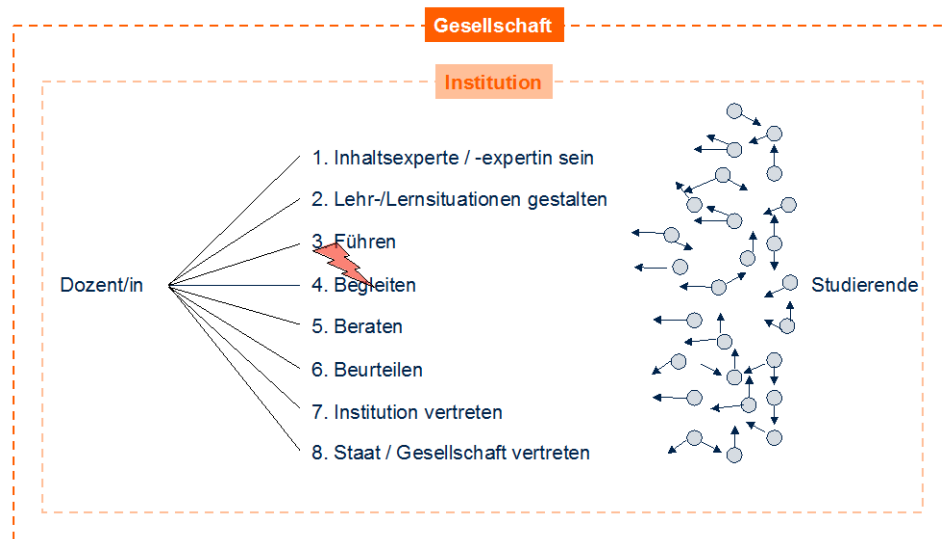 Gesellschaft
Institution
1. Inhaltsexperte / -expertin sein
2. Lehr-/Lernsituationen gestalten
3. Führen
Dozent/in
4. Begleiten
Studierende
5. Beraten
6. Beurteilen
7. Institution vertreten
8. Staat / Gesellschaft vertreten